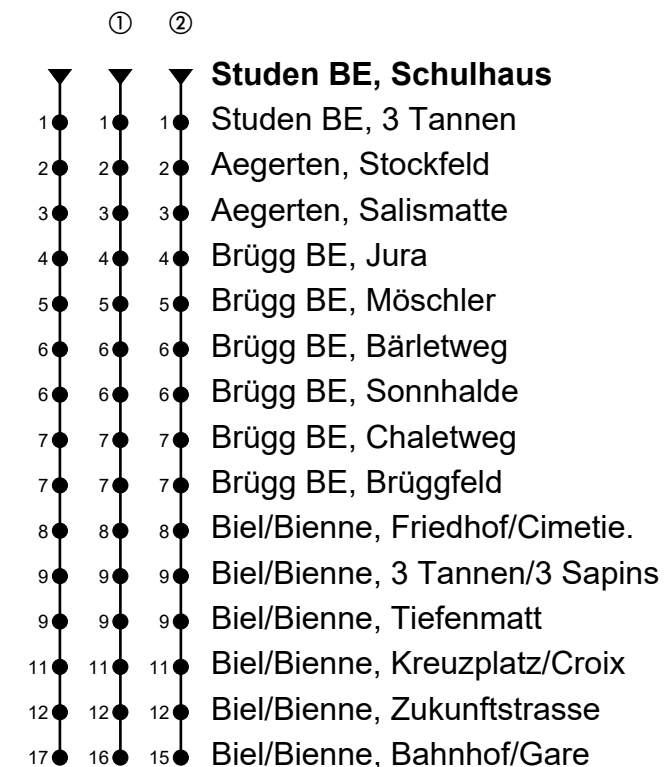 ① ②
Studen BE, Schulhaus
1 1 1 Studen BE, 3 Tannen
2 2 2 Aegerten, Stockfeld
3 3 3 Aegerten, Salismatte
4 4 4 Brügg BE, Jura
5 5 5 Brügg BE, Möschler
6 6 6 Brügg BE, Bärletweg
6 6 6 Brügg BE, Sonnhalde
7 7 7 Brügg BE, Chaletweg
7 7 7 Brügg BE, Brüggfeld
8 8 8 Biel/Bienne, Friedhof/Cimetie.
9 9 9 Biel/Bienne, 3 Tannen/3 Sapins
9 9 9 Biel/Bienne, Tiefenmatt
11 11 11 Biel/Bienne, Kreuzplatz/Croix
12 12 12 Biel/Bienne, Zukunftstrasse
17 16 15 Biel/Bienne, Bahnhof/Gare